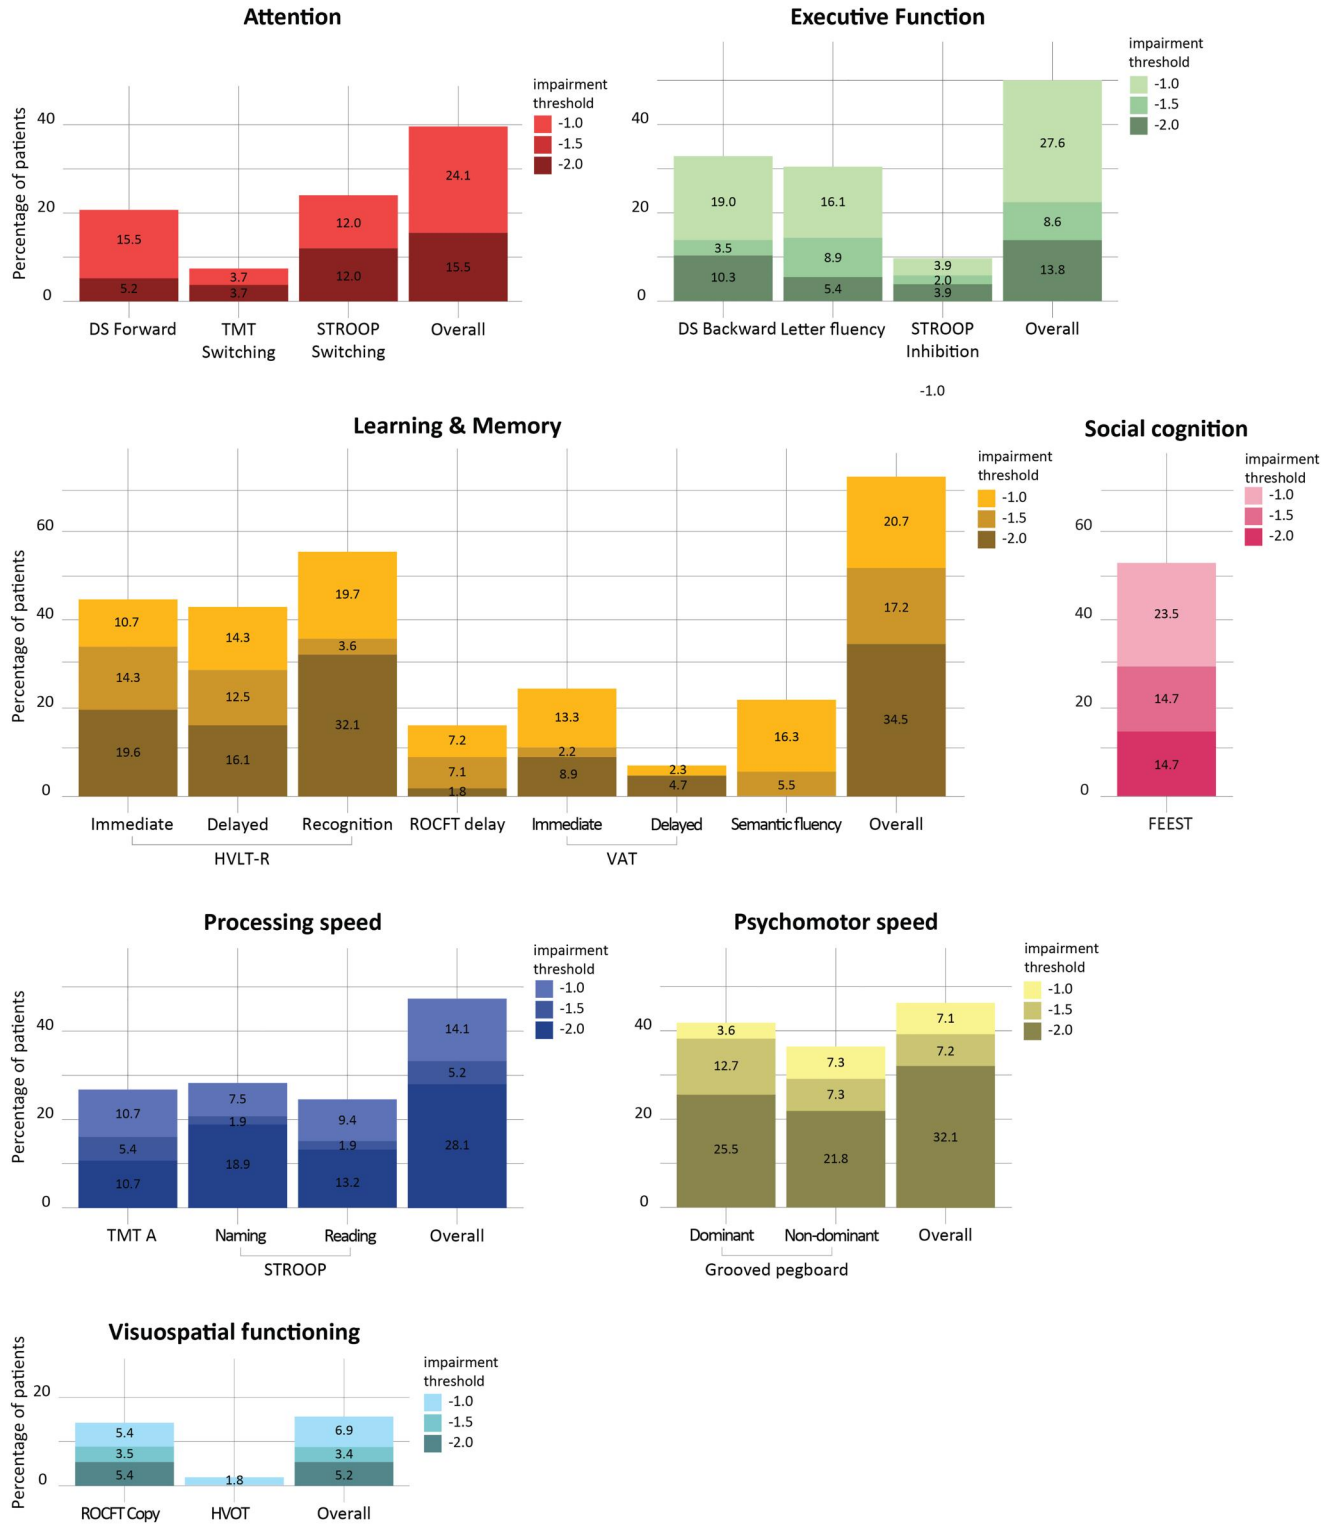 Attention
impairment
threshold
-1.0
-1.5
-2.0
Percentage of patients
40
20
0
15.5
5.2
3.7
3.7
12.0
12.0
24.1
15.5
DS Forward
TMT
Switching
STROOP
Switching
Overall
Executive Function
impairment
threshold
-1.0
-1.5
-2.0
40
20
0
19.0
3.5
10.3
16.1
8.9
5.4
3.9
2.0
3.9
27.6
8.6
13.8
DS Backward
Letter fluency
STROOP
Inhibition
Overall
-1.0
Learning & Memory
impairment
threshold
-1.0
-1.5
-2.0
Percentage of patients
60
40
20
0
10.7
14.3
19.6
14.3
12.5
16.1
19.7
3.6
32.1
7.2
7.1
1.8
13.3
2.2
8.9
2.3
4.7
16.3
5.5
20.7
17.2
34.5
Immediate
Delayed
Recognition
ROCFT delay
Immediate
Delayed
Semantic fluency
Overall
HVLT-R
VAT
Social cognition
impairment
threshold
-1.0
-1.5
-2.0
60
40
20
0
23.5
14.7
14.7
FEEST
Processing speed
impairment
threshold
-1.0
-1.5
-2.0
Percentage of patients
40
20
0
10.7
5.4
10.7
7.5
1.9
18.9
9.4
1.9
13.2
14.1
5.2
28.1
TMT A
Naming
Reading
Overall
STROOP
Psychomotor speed
impairment
threshold
-1.0
-1.5
-2.0
40
20
0
3.6
12.7
25.5
7.3
7.3
21.8
7.1
7.2
32.1
Dominant
Non-dominant
Overall
Grooved pegboard
Visuospatial functioning
impairment
threshold
-1.0
-1.5
-2.0
Percentage of patients
20
0
5.4
3.5
5.4
1.8
6.9
3.4
5.2
ROCFT Copy
HVOT
Overall